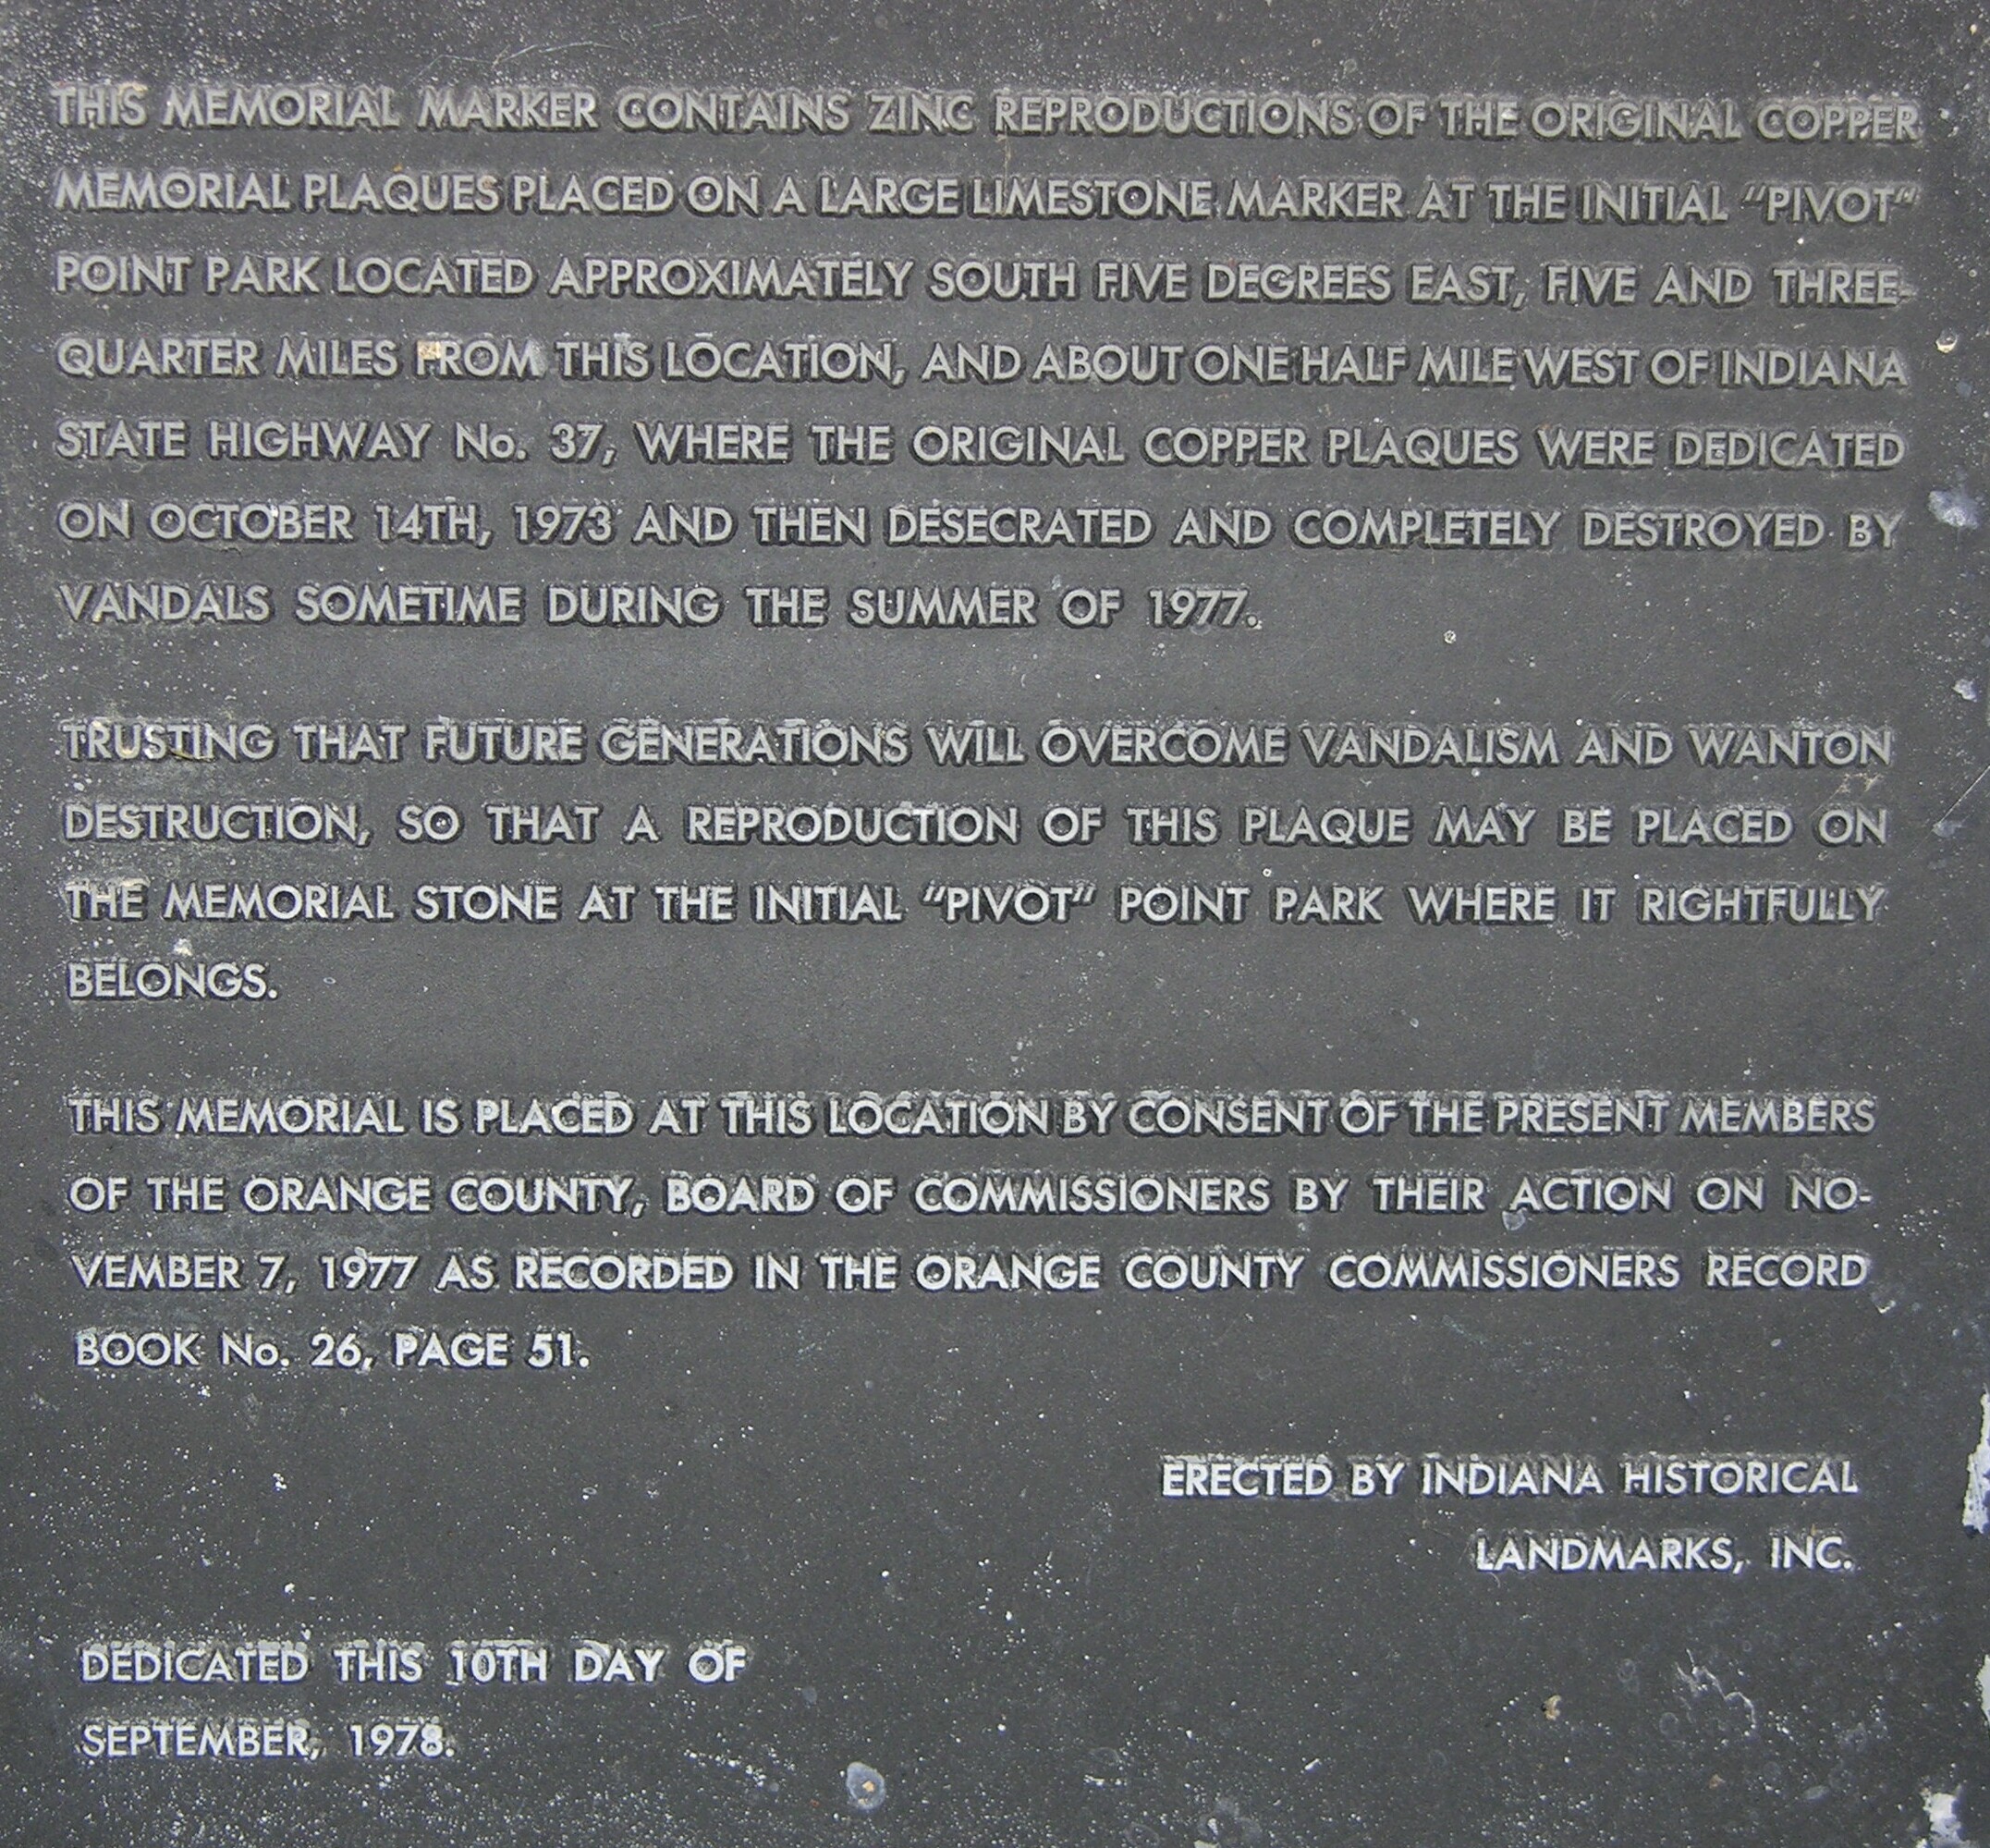 THIS MEMORIAL MARKER CONTAINS ZINC REPRODUCTIONS OF THE ORIGINAL COPPER
MEMORIAL PLAQUES PLACED ON A LARGE LIMESTONE MARKER AT THE INITIAL "PIVOT"
POINT PARK LOCATED APPROXIMATELY SOUTH FIVE DEGREES EAST, FIVE AND THREE-
QUARTER MILES FROM THIS LOCATION, AND ABOUT ONE HALF MILE WEST OF INDIANA
STATE HIGHWAY No. 37, WHERE THE ORIGINAL COPPER PLAQUES WERE DEDICATED
ON OCTOBER 14TH, 1973 AND THEN DESECRATED AND COMPLETELY DESTROYED BY
VANDALS SOMETIME DURING THE SUMMER OF 1977.
TRUSTING THAT FUTURE GENERATIONS WILL OVERCOME VANDALISM AND WANTON
DESTRUCTION, SO THAT A REPRODUCTION OF THIS PLAQUE MAY BE PLACED ON
THE MEMORIAL STONE AT THE INITIAL "PIVOT" POINT PARK WHERE IT RIGHTFULLY
BELONGS.
THIS MEMORIAL IS PLACED AT THIS LOCATION BY CONSENT OF THE PRESENT MEMBERS
OF THE ORANGE COUNTY, BOARD OF COMMISSIONERS BY THEIR ACTION ON NO-
VEMBER 7, 1977 AS RECORDED IN THE ORANGE COUNTY COMMISSIONERS RECORD
BOOK No. 26, PAGE 51.
ERECTED BY INDIANA HISTORICAL
LANDMARKS, INC.
DEDICATED THIS 10TH DAY OF
SEPTEMBER, 1978.